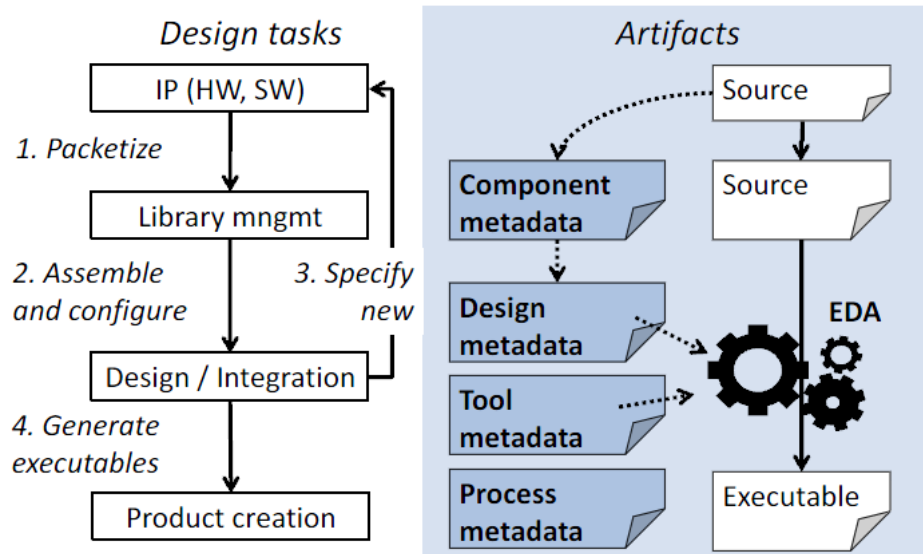 Design tasks
IP (HW, SW)
1. Packetize
Library mngmt
2. Assemble
and configure
3. Specify
new
Design / Integration
4. Generate
executables
Product creation
Artifacts
Source
Component
metadata
Source
Design
metadata
EDA
Tool
metadata
Process
metadata
Executable